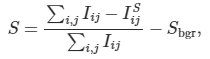 $S = \frac{\sum_{i,j} I_{ij} - I_{ij}^{S}}{\sum_{i,j} I_{ij}} - S_{\text{bgr}},$